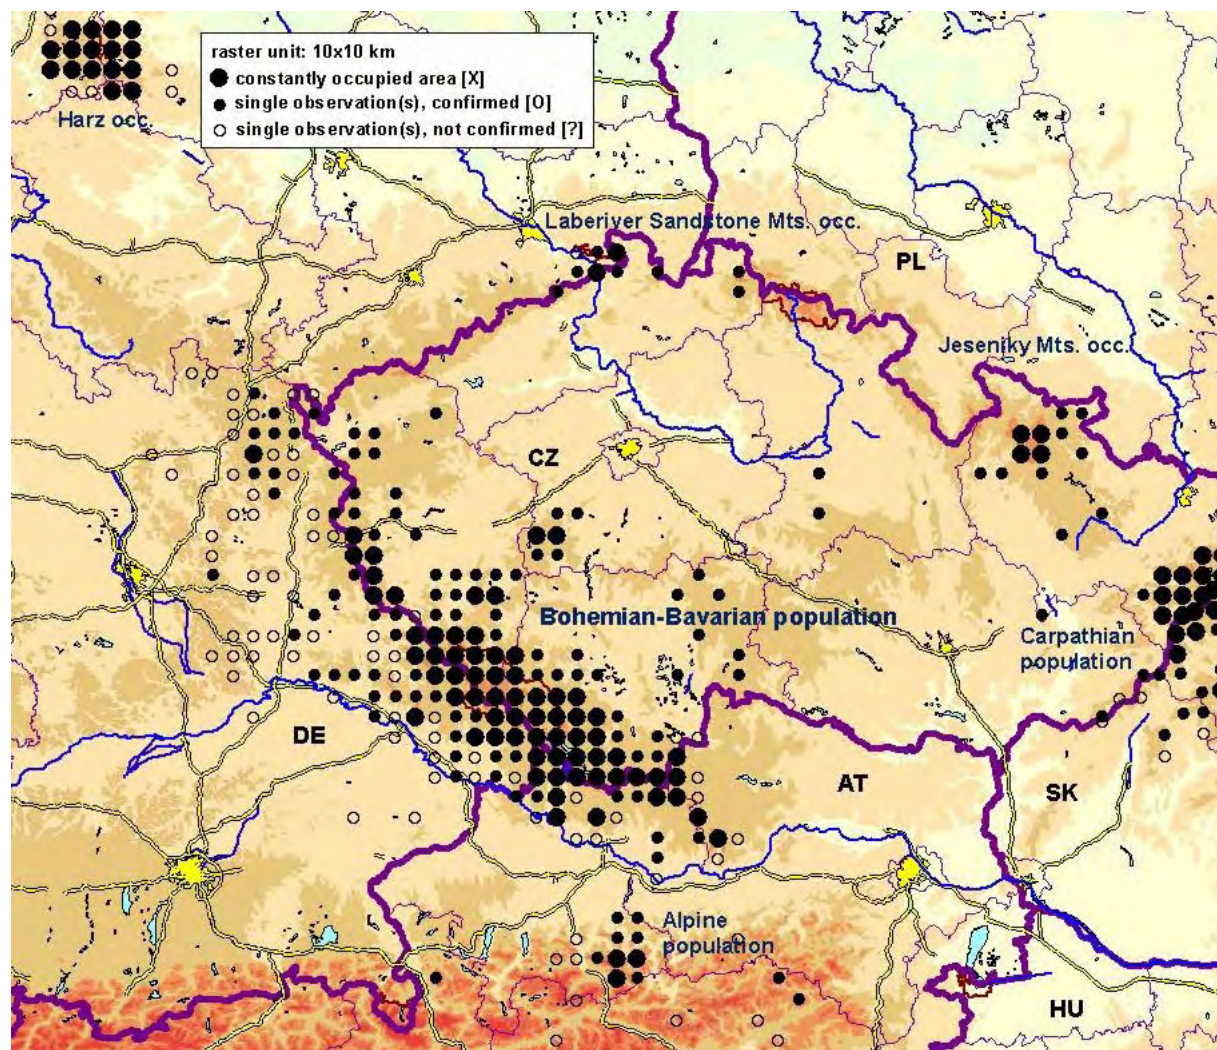 raster unit: 10x10 km
constantly occupied area [X]
single observation(s), confirmed [O]
single observation(s), not confirmed [?]
Harz occ.
Laberiver Sandstone Mts. occ.
PL
Jeseniky Mts. occ.
CZ
Bohemian-Bavarian population
Carpathian
population
DE
AT
SK
Alpine
population
HU